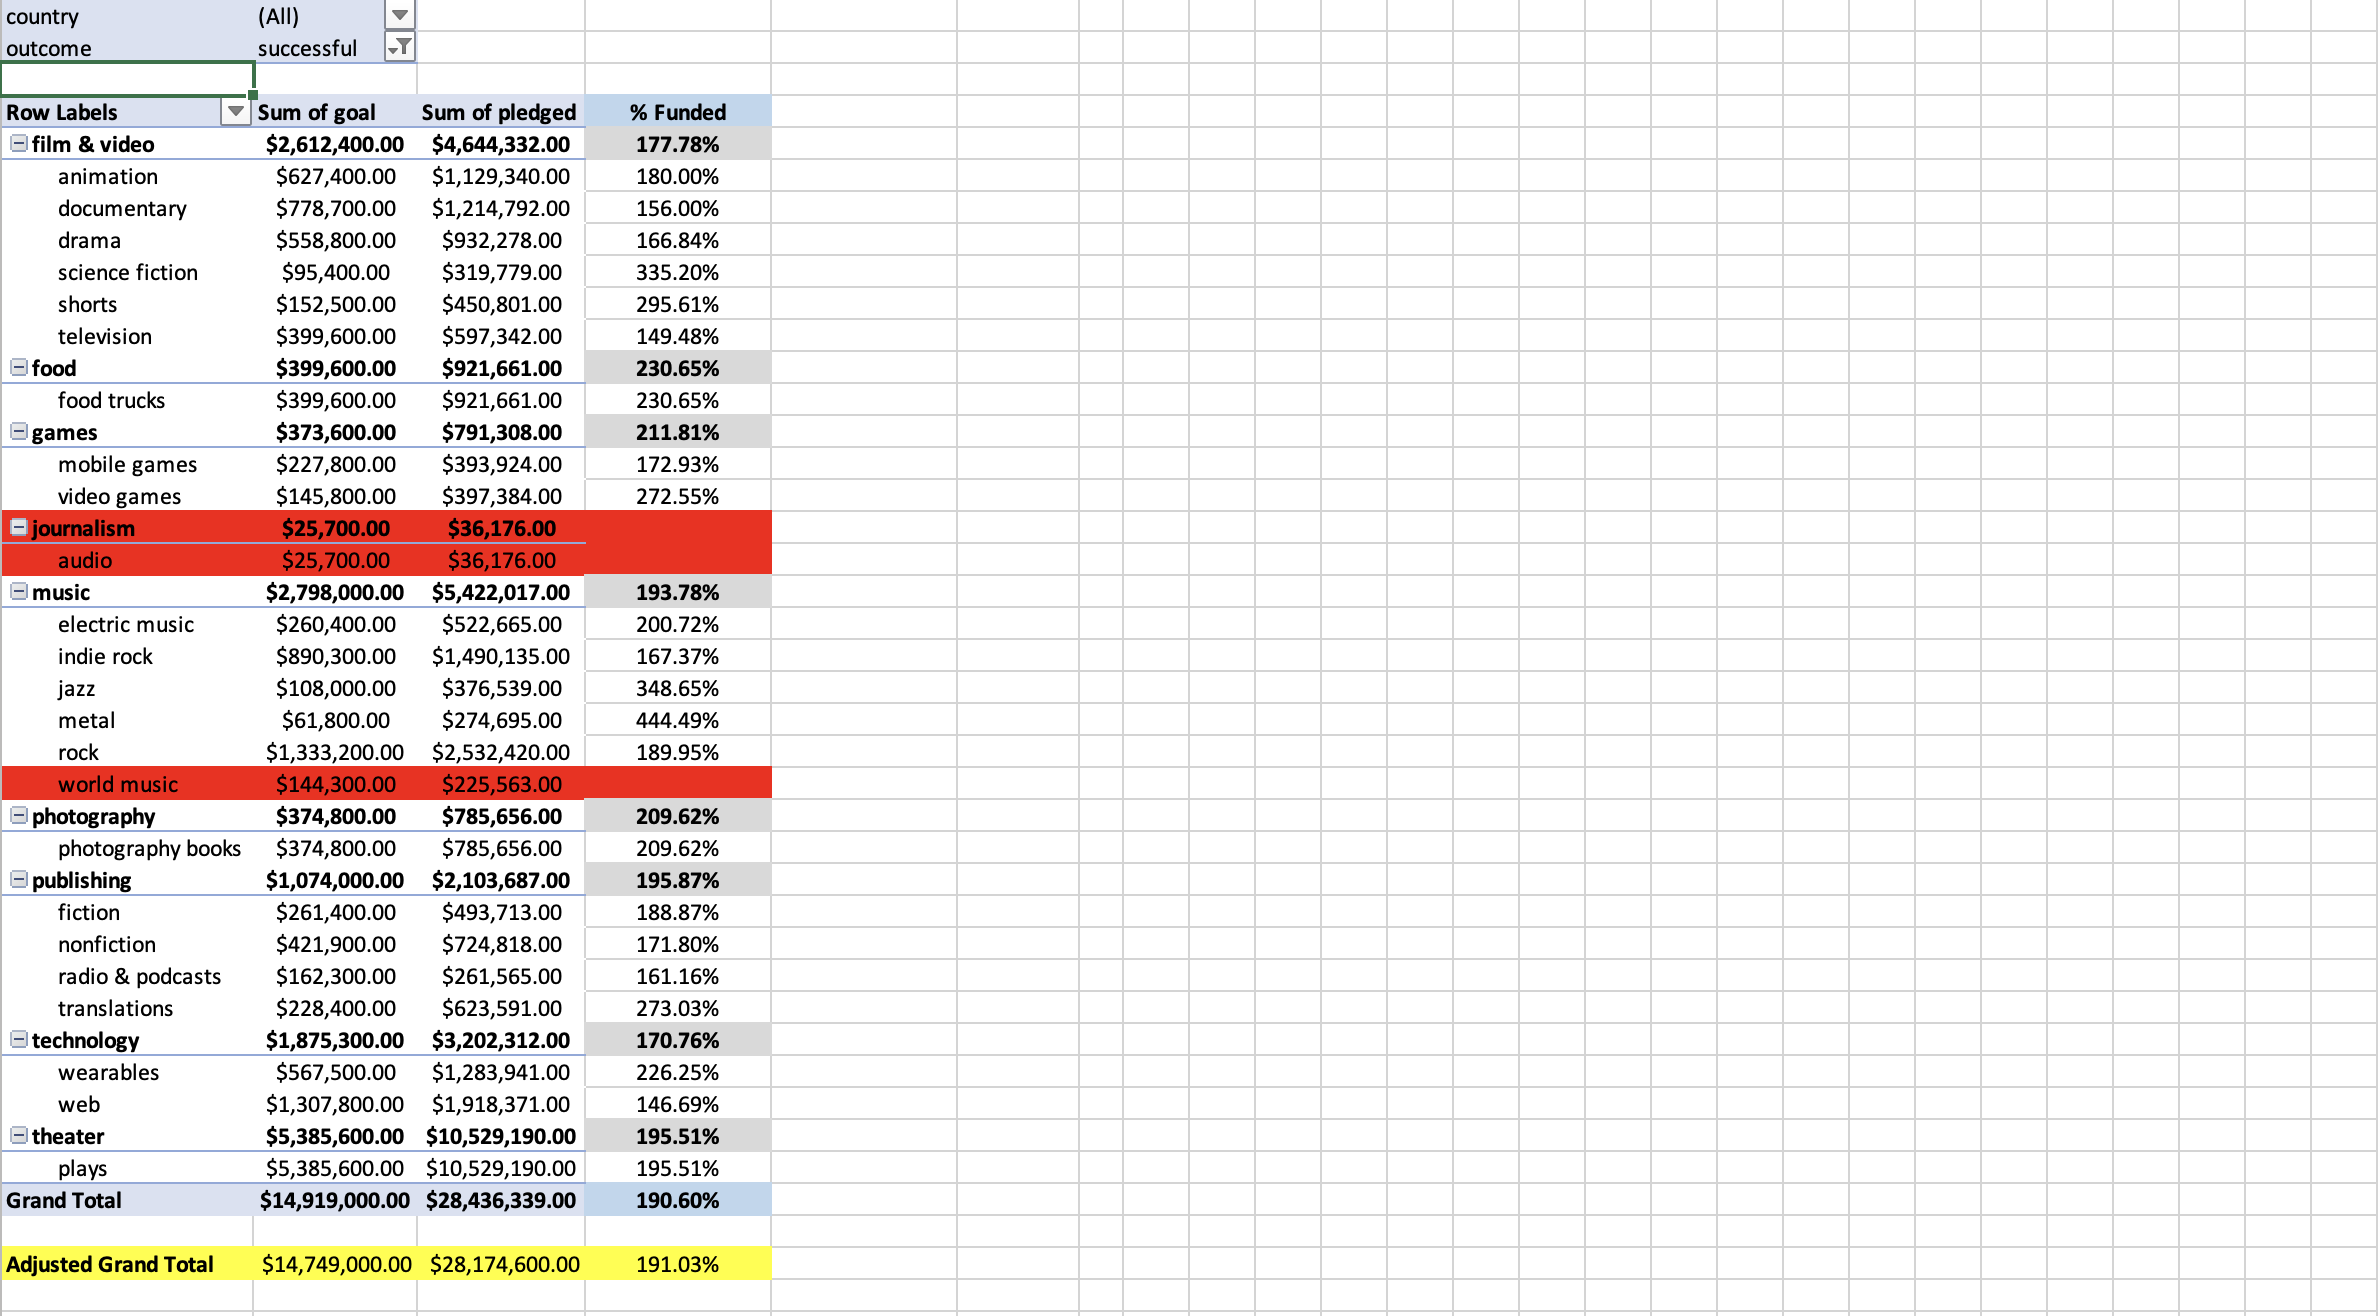 country (All)
outcome successful
Row Labels Sum of goal Sum of pledged % Funded
film & video $2,612,400.00 $4,644,332.00 177.78%
animation $627,400.00 $1,129,340.00 180.00%
documentary $778,700.00 $1,214,792.00 156.00%
drama $558,800.00 $932,278.00 166.84%
science fiction $95,400.00 $319,779.00 335.20%
shorts $152,500.00 $450,801.00 295.61%
television $399,600.00 $597,342.00 149.48%
food $399,600.00 $921,661.00 230.65%
food trucks $399,600.00 $921,661.00 230.65%
games $373,600.00 $791,308.00 211.81%
mobile games $227,800.00 $393,924.00 172.93%
video games $145,800.00 $397,384.00 272.55%
journalism $25,700.00 $36,176.00
audio $25,700.00 $36,176.00
music $2,798,000.00 $5,422,017.00 193.78%
electric music $260,400.00 $522,665.00 200.72%
indie rock $890,300.00 $1,490,135.00 167.37%
jazz $108,000.00 $376,539.00 348.65%
metal $61,800.00 $274,695.00 444.49%
rock $1,333,200.00 $2,532,420.00 189.95%
world music $144,300.00 $225,563.00
photography $374,800.00 $785,656.00 209.62%
photography books $374,800.00 $785,656.00 209.62%
publishing $1,074,000.00 $2,103,687.00 195.87%
fiction $261,400.00 $493,713.00 188.87%
nonfiction $421,900.00 $724,818.00 171.80%
radio & podcasts $162,300.00 $261,565.00 161.16%
translations $228,400.00 $623,591.00 273.03%
technology $1,875,300.00 $3,202,312.00 170.76%
wearables $567,500.00 $1,283,941.00 226.25%
web $1,307,800.00 $1,918,371.00 146.69%
theater $5,385,600.00 $10,529,190.00 195.51%
plays $5,385,600.00 $10,529,190.00 195.51%
Grand Total $14,919,000.00 $28,436,339.00 190.60%
Adjusted Grand Total $14,749,000.00 $28,174,600.00 191.03%